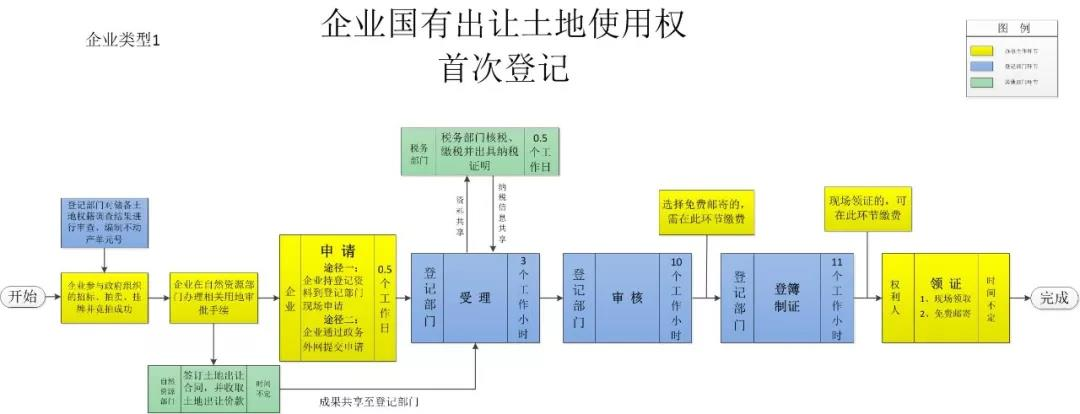 企业类型1
企业国有出让土地使用权
首次登记
图 例
登记部门环节
税务
部门
税务部门核税、
缴税并出具纳税
证明
0.5
个工
作日
资料共享
纳税信息共享
登记部门对储备土
地权籍调查结果进
行审查、编制不动
产单元号
选择免费邮寄的,
需在此环节缴费
现场领证的,可
在此环节缴费
开始
企业参与政府组织
的招标、拍卖、挂
牌并竞拍成功
企业在自然资源部
门办理相关用地审
批手续
企业
申 请
途径一:
企业持登记资
料到登记部门
现场申请
途径二:
企业通过政务
外网提交申请
0.5
个工作日
登记部门
受 理
3
个工作小时
登记部门
审 核
10
个工作小时
登记部门
登簿
制证
11
个工作小时
权利人
领 证
1、现场领取
2、免费邮寄
时间不定
完成
自然
资源
部门
签订土地出让
合同,并收取
土地出让价款
时间
不定
成果共享至登记部门